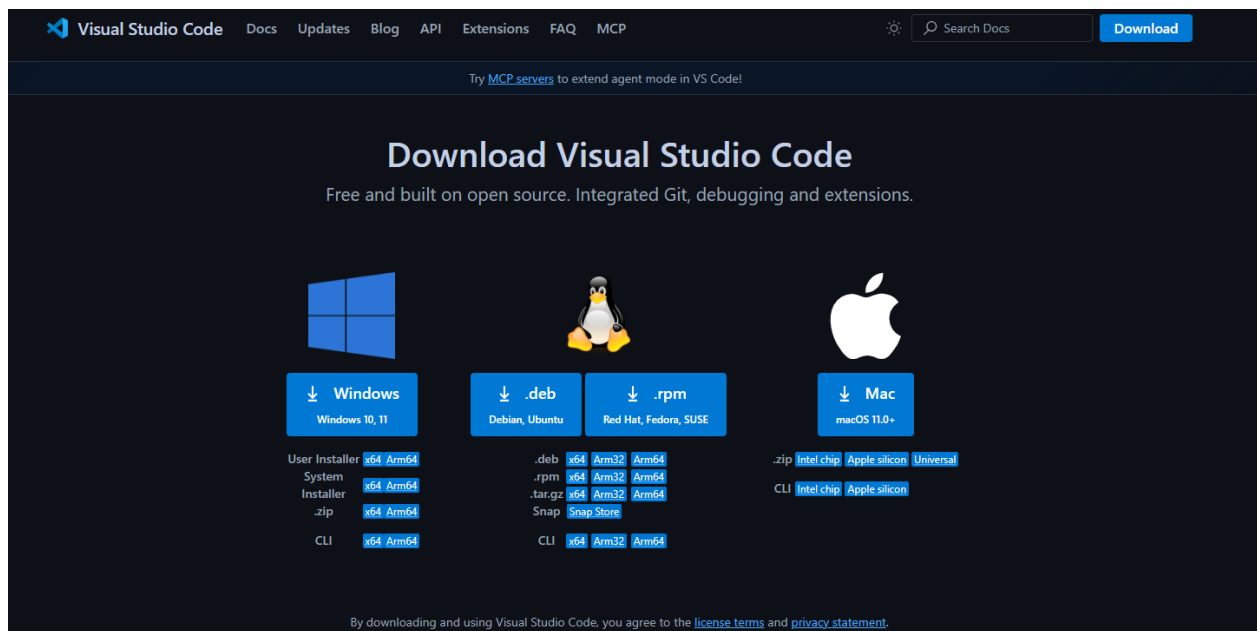 Visual Studio Code Docs Updates Blog API Extensions FAQ MCP Search Docs Download
Try MCP servers to extend agent mode in VS Code!
Download Visual Studio Code
Free and built on open source. Integrated Git, debugging and extensions.
Windows
Windows 10, 11
User Installer x64 Arm64
System
Installer x64 Arm64
.zip x64 Arm64
CLI x64 Arm64
.deb
Debian, Ubuntu
.rpm
Red Hat, Fedora, SUSE
.deb x64 Arm32 Arm64
.rpm x64 Arm32 Arm64
.tar.gz x64 Arm32 Arm64
Snap Snap Store
CLI x64 Arm32 Arm64
Mac
macOS 11.0+
.zip Intel chip Apple silicon Universal
CLI Intel chip Apple silicon
By downloading and using Visual Studio Code, you agree to the license terms and privacy statement.